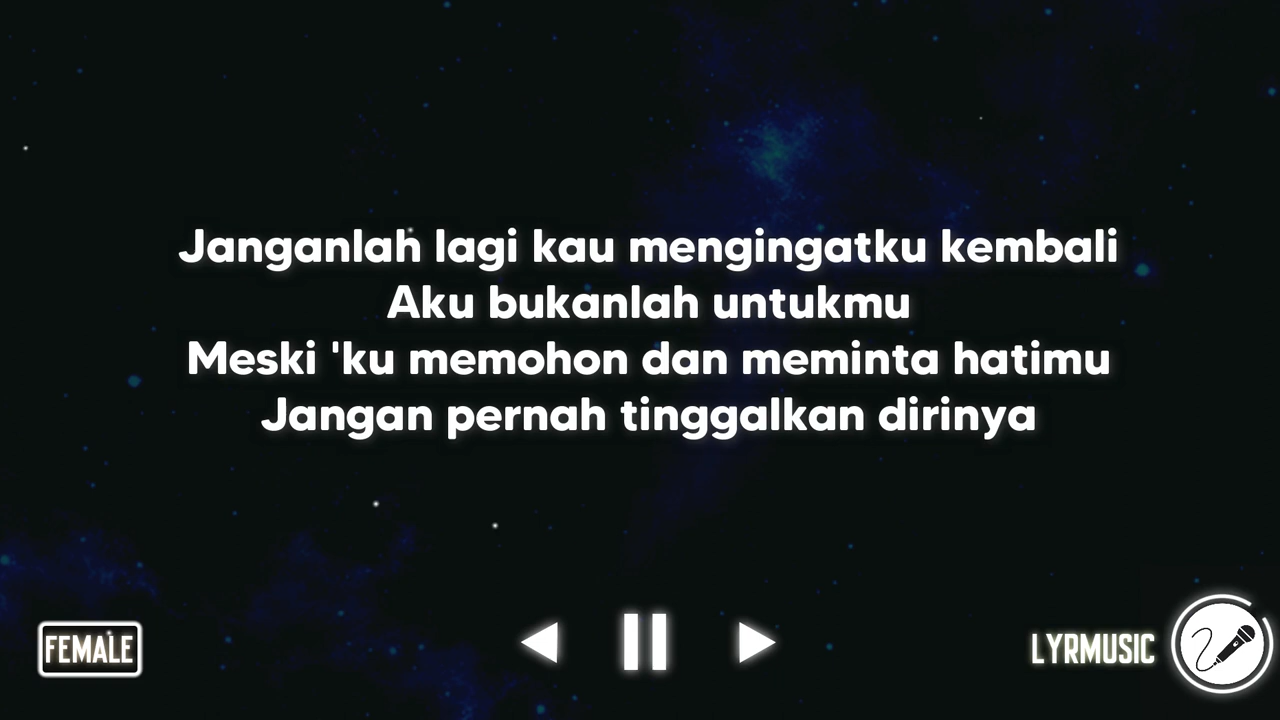 Janganlah lagi kau mengingatku kembali
Aku bukanlah untukmu
Meski 'ku memohon dan meminta hatimu
Jangan pernah tinggalkan dirinya
FEMALE
LYRMUSIC